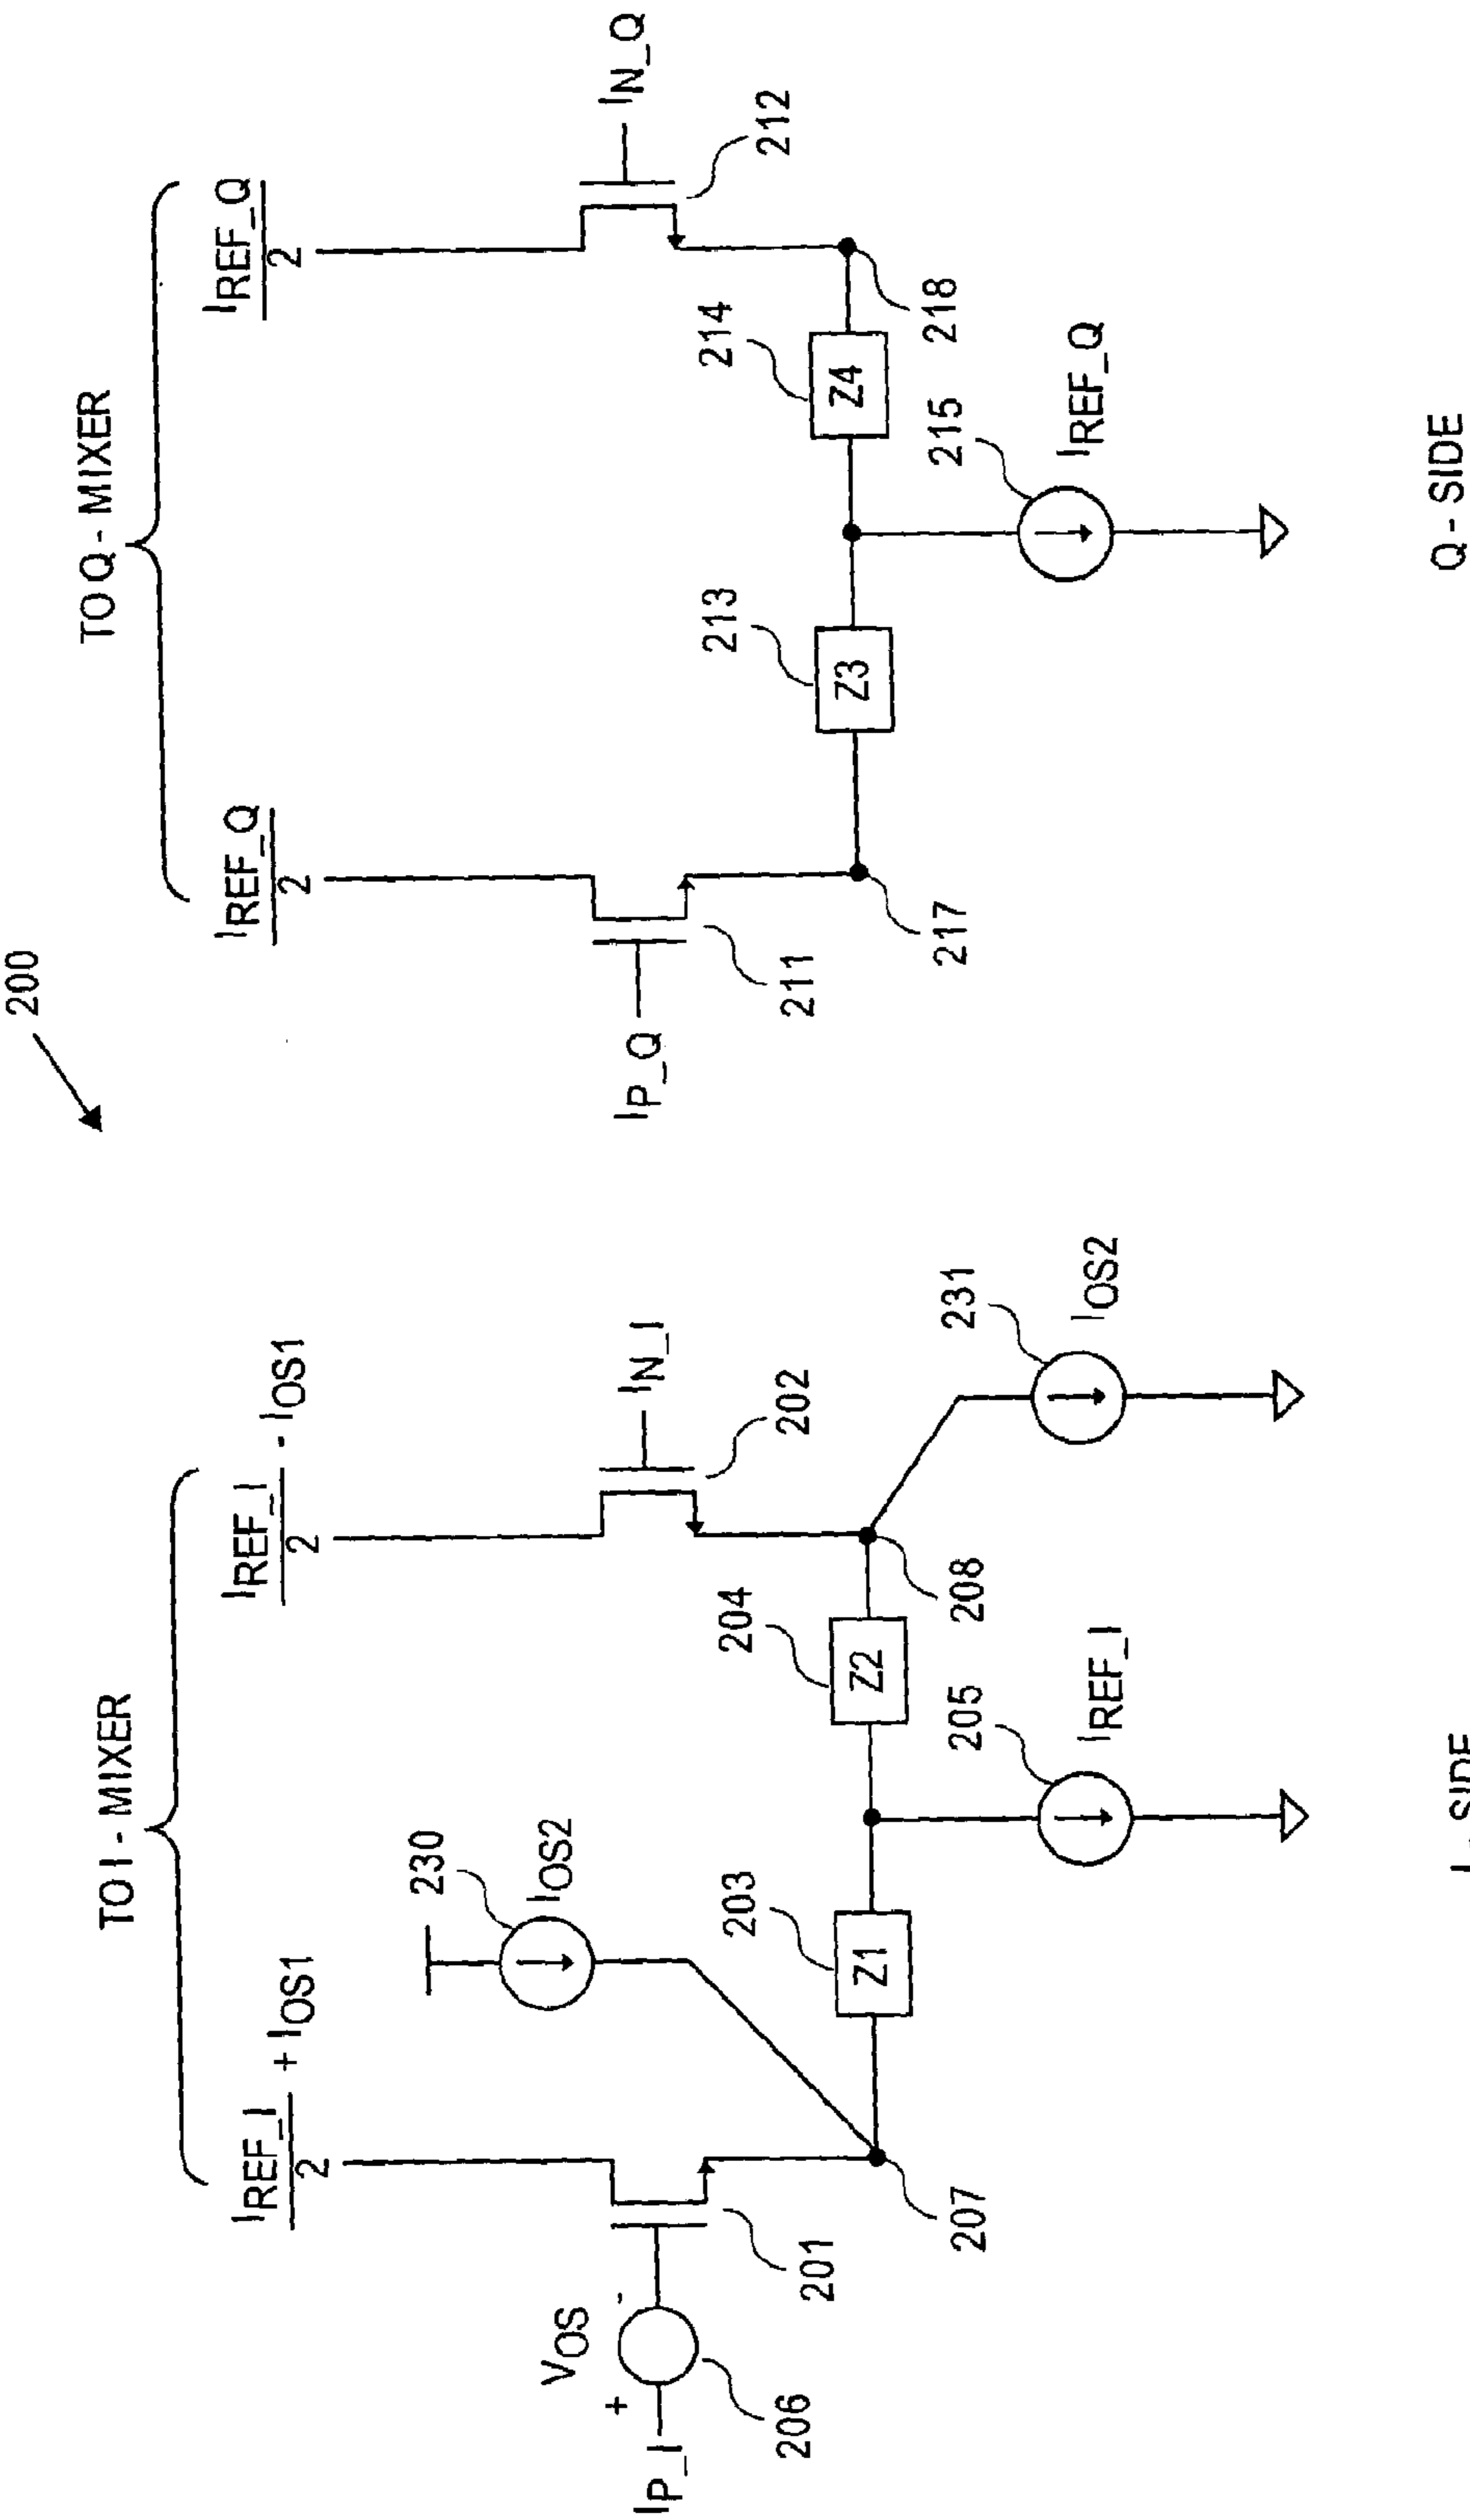 200
TO I - MIXER
TO Q - MIXER
IREF_I
2
+ IOS1
IREF_I
2
- IOS1
IREF_Q
2
IREF_Q
2
230
IOS2
VOS
+
-
IP_I
206
201
IN_I
202
IP_Q
211
IN_Q
212
203
Z1
204
Z2
213
Z3
214
Z4
207
208
217
218
205
IREF_I
231
IOS2
215
IREF_Q
I - SIDE
Q - SIDE